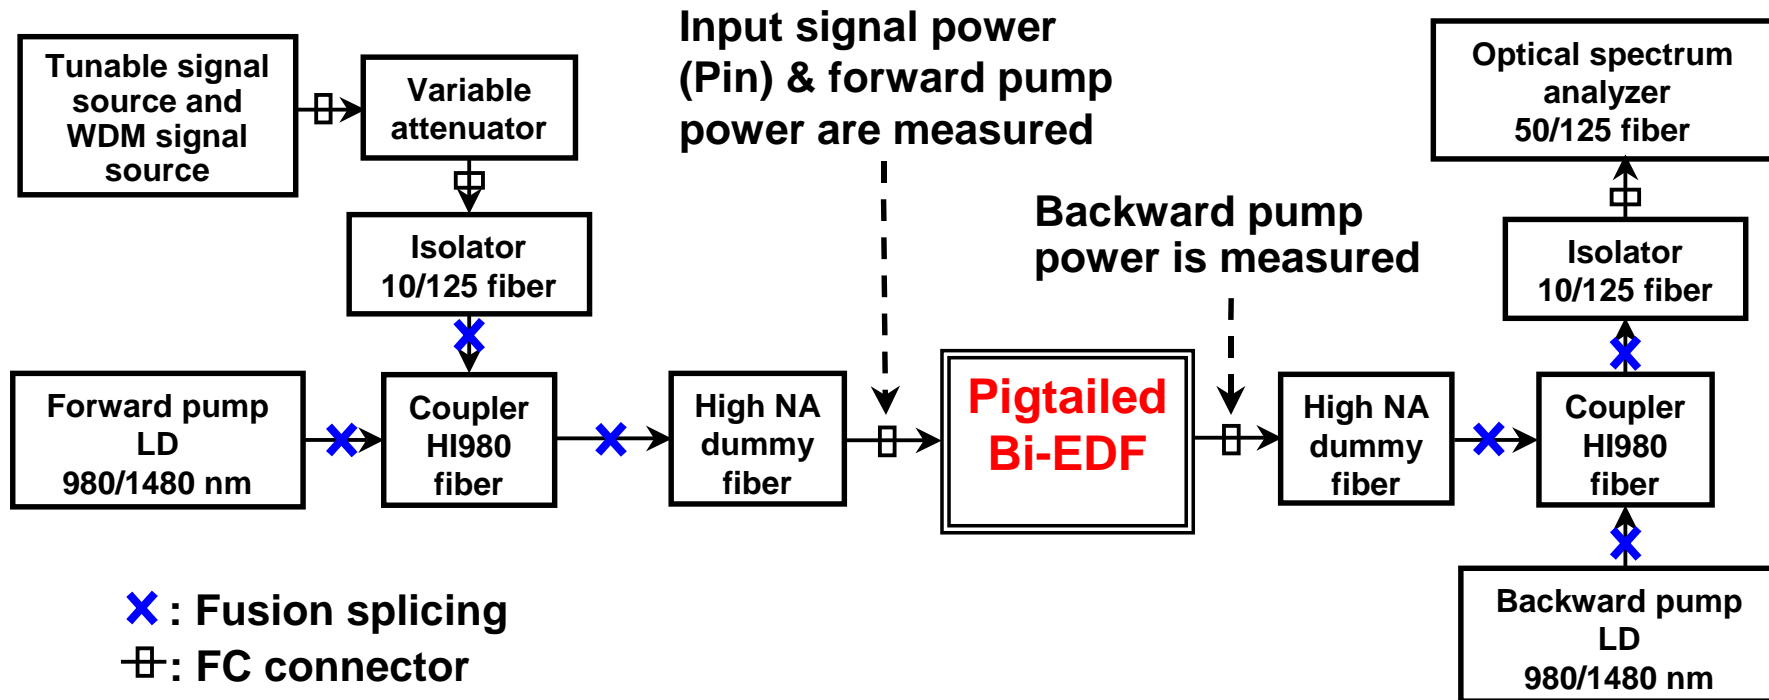 Tunable signal
source and
WDM signal
source
Variable
attenuator
Input signal power
(Pin) & forward pump
power are measured
Optical spectrum
analyzer
50/125 fiber
Isolator
10/125 fiber
Backward pump
power is measured
Isolator
10/125 fiber
Forward pump
LD
980/1480 nm
Coupler
HI980
fiber
High NA
dummy
fiber
Pigtailed
Bi-EDF
High NA
dummy
fiber
Coupler
HI980
fiber
: Fusion splicing
: FC connector
Backward pump
LD
980/1480 nm